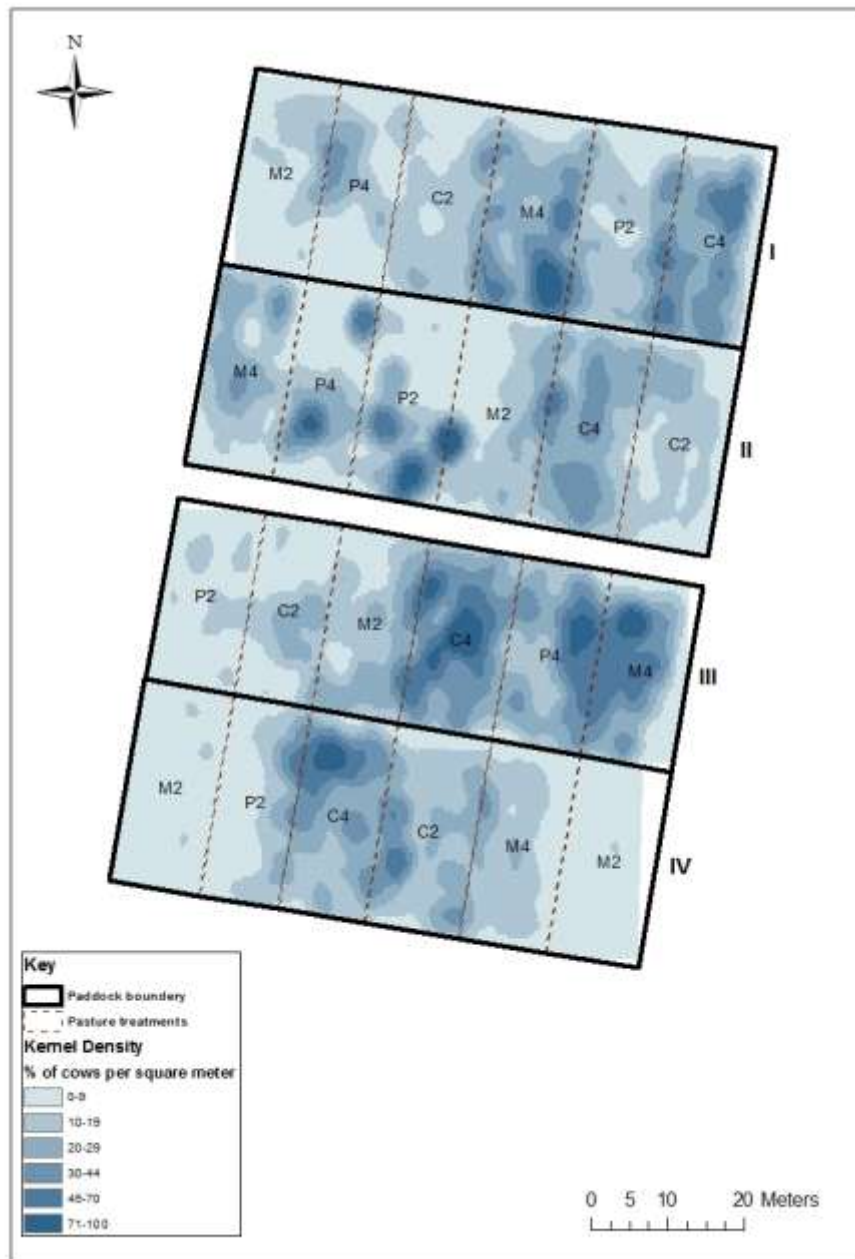 N
M2 P4 C2 M4 P2 C4 I
M4 P4 P2 M2 C4 C2 II
P2 C2 M2 C4 P4 M4 III
M2 P2 C4 C2 M4 M2 IV
Key
Paddock boundery
Pasture treatments
Kernel Density
% of cows per square meter
0-9
10-19
20-29
30-44
45-70
71-100
0 5 10 20 Meters